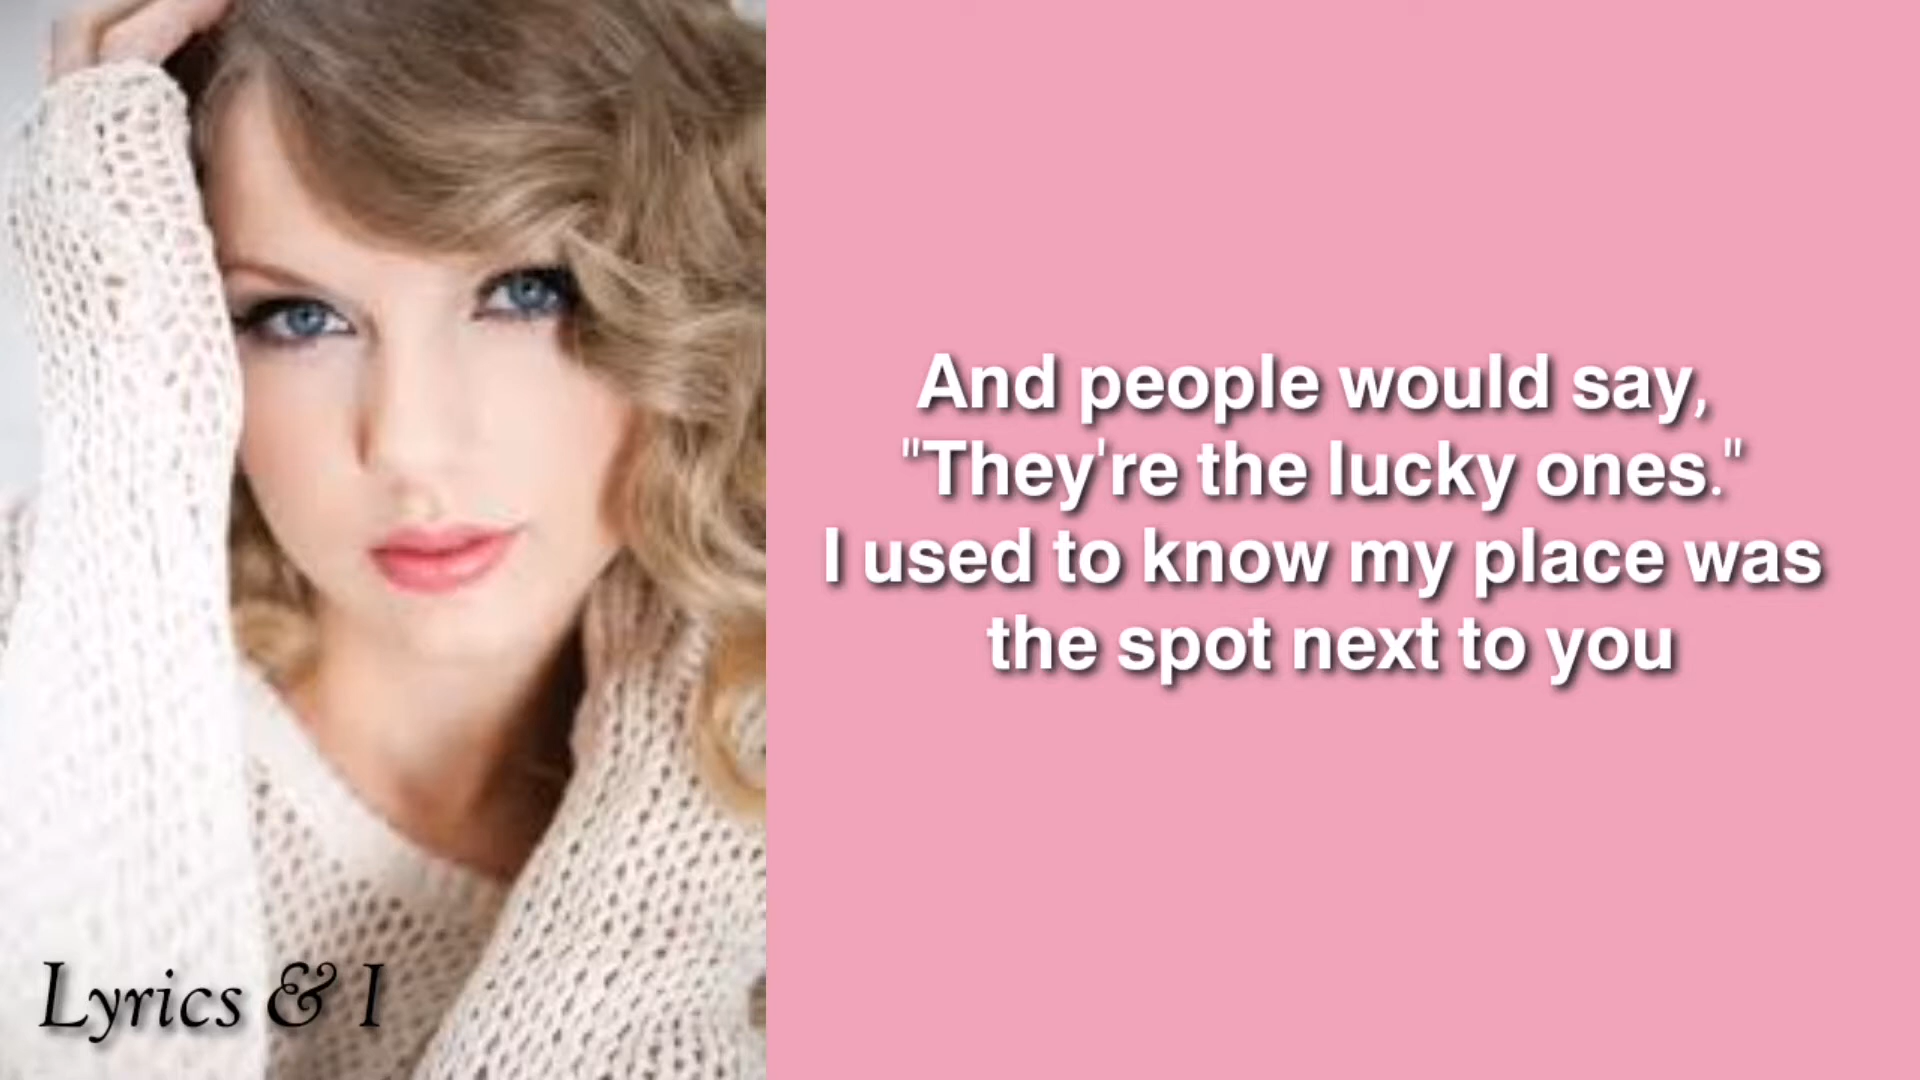 And people would say,
"They're the lucky ones."
I used to know my place was
the spot next to you
Lyrics & I